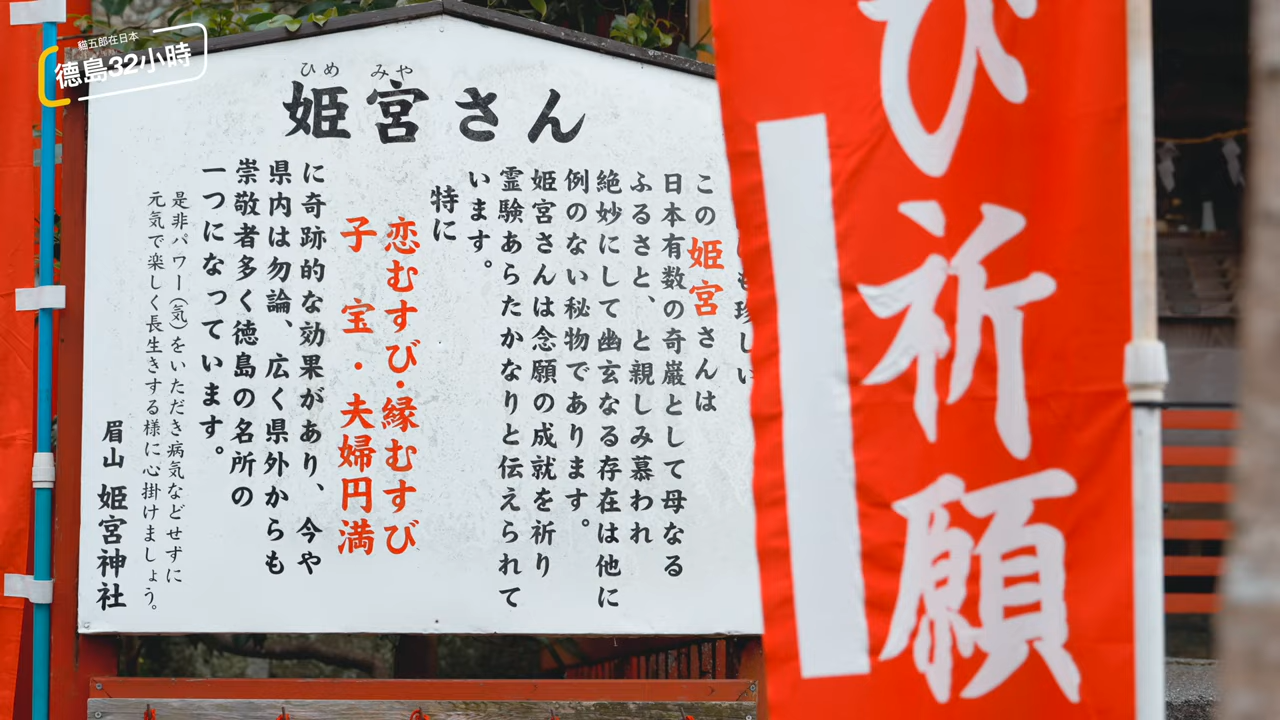 貓五郎在日本
徳島32小時
ひめ みや
姫宮さん
も珍しい
この姫宮さんは
日本有数の奇巌として母なる
ふるさと、と親しみ慕われ
絶妙にして幽玄なる存在は他に
例のない秘物であります。
姫宮さんは念願の成就を祈り
霊験あらたかなりと伝えられて
います。
特に
恋むすび・縁むすび
子宝・夫婦円満
に奇跡的な効果があり、今や
県内は勿論、広く県外からも
崇敬者多く徳島の名所の
一つになっています。
是非パワー(気)をいただき病気などせずに
元気で楽しく長生きする様に心掛けましょう。
眉山 姫宮神社
び祈願